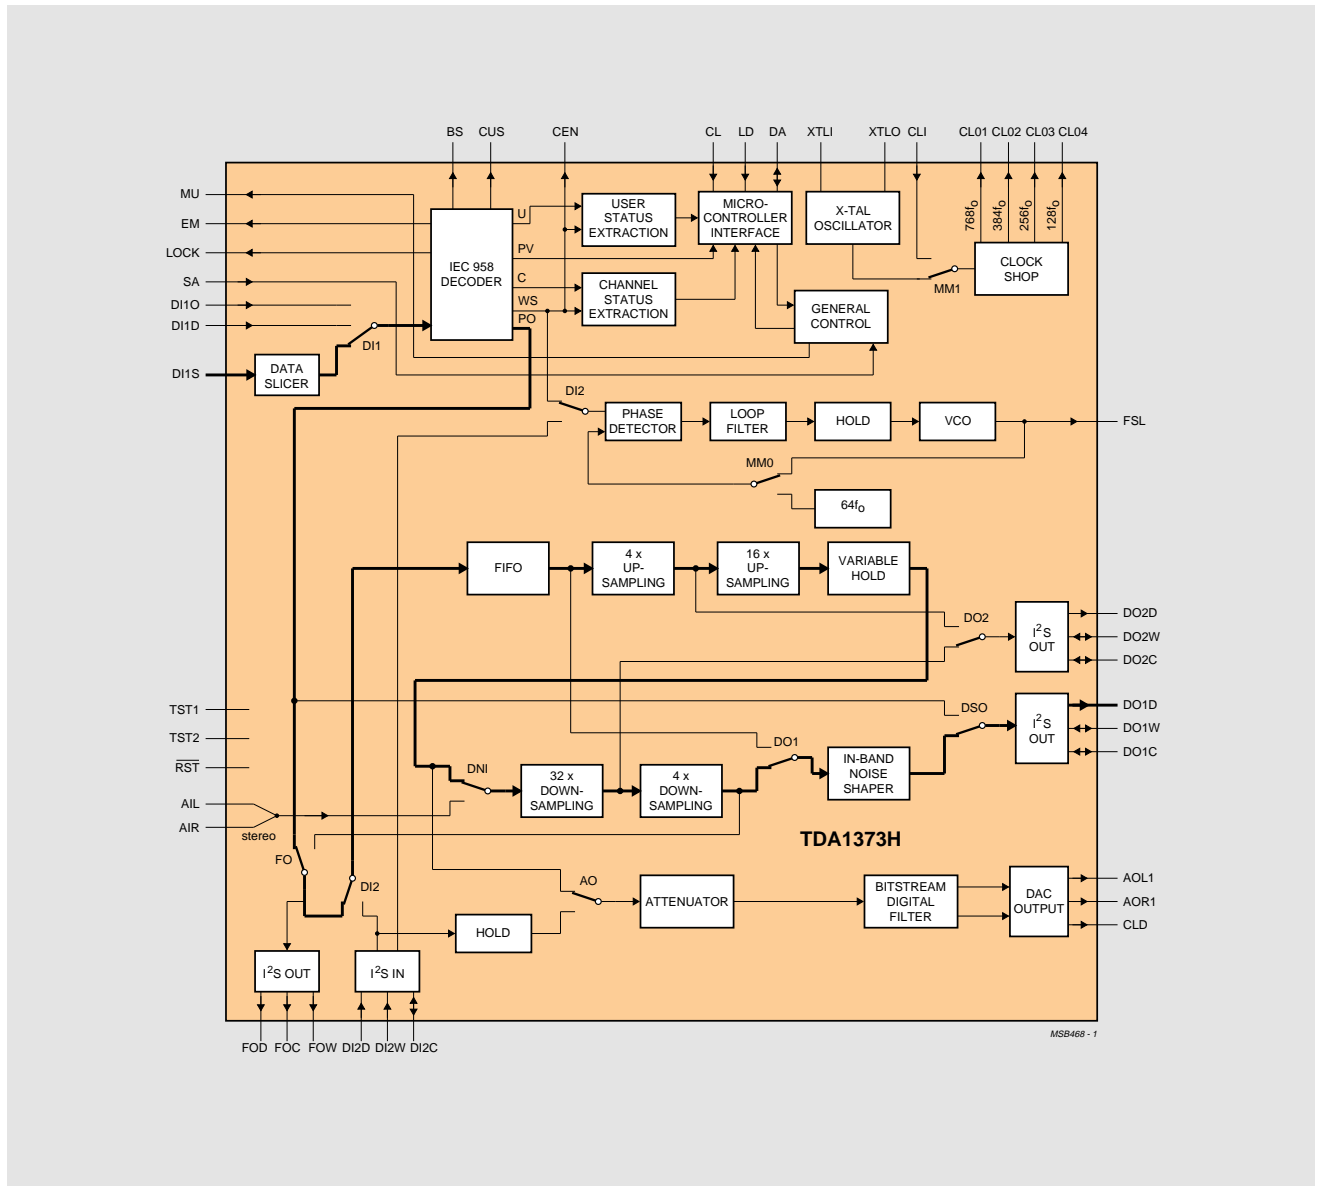 BS CUS CEN CL LD DA XTLI XTLO CLI CL01 CL02 CL03 CL04
768fo 384fo 256fo 128fo
MU
EM
LOCK
SA
DI1O
DI1D
DI1S
DATA
SLICER
DI1
IEC 958
DECODER
U
PV
C
WS
PO
USER
STATUS
EXTRACTION
CHANNEL
STATUS
EXTRACTION
MICRO-
CONTROLLER
INTERFACE
X-TAL
OSCILLATOR
MM1
CLOCK
SHOP
GENERAL
CONTROL
DI2
PHASE
DETECTOR
LOOP
FILTER
HOLD
VCO
FSL
MM0
64fo
FIFO
4 x
UP-
SAMPLING
16 x
UP-
SAMPLING
VARIABLE
HOLD
DO2
I2S
OUT
DO2D
DO2W
DO2C
TST1
TST2
RST
AIL
AIR
stereo
DNI
32 x
DOWN-
SAMPLING
4 x
DOWN-
SAMPLING
DO1
IN-BAND
NOISE
SHAPER
DSO
I2S
OUT
DO1D
DO1W
DO1C
TDA1373H
FO
DI2
AO
HOLD
ATTENUATOR
BITSTREAM
DIGITAL
FILTER
DAC
OUTPUT
AOL1
AOR1
CLD
I2S OUT
I2S IN
FOD FOC FOW DI2D DI2W DI2C
MSB468 - 1